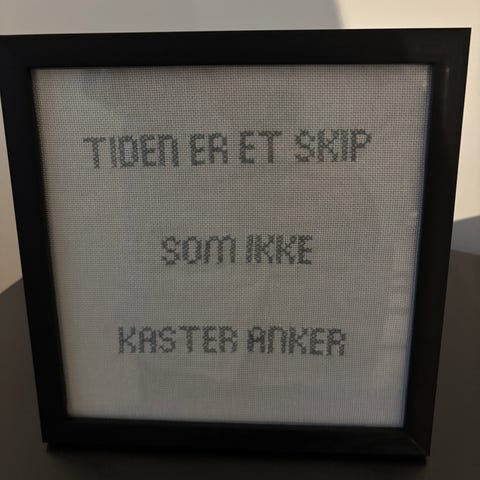 TIDEN ER ET SKIP
SOM IKKE
KASTER ANKER